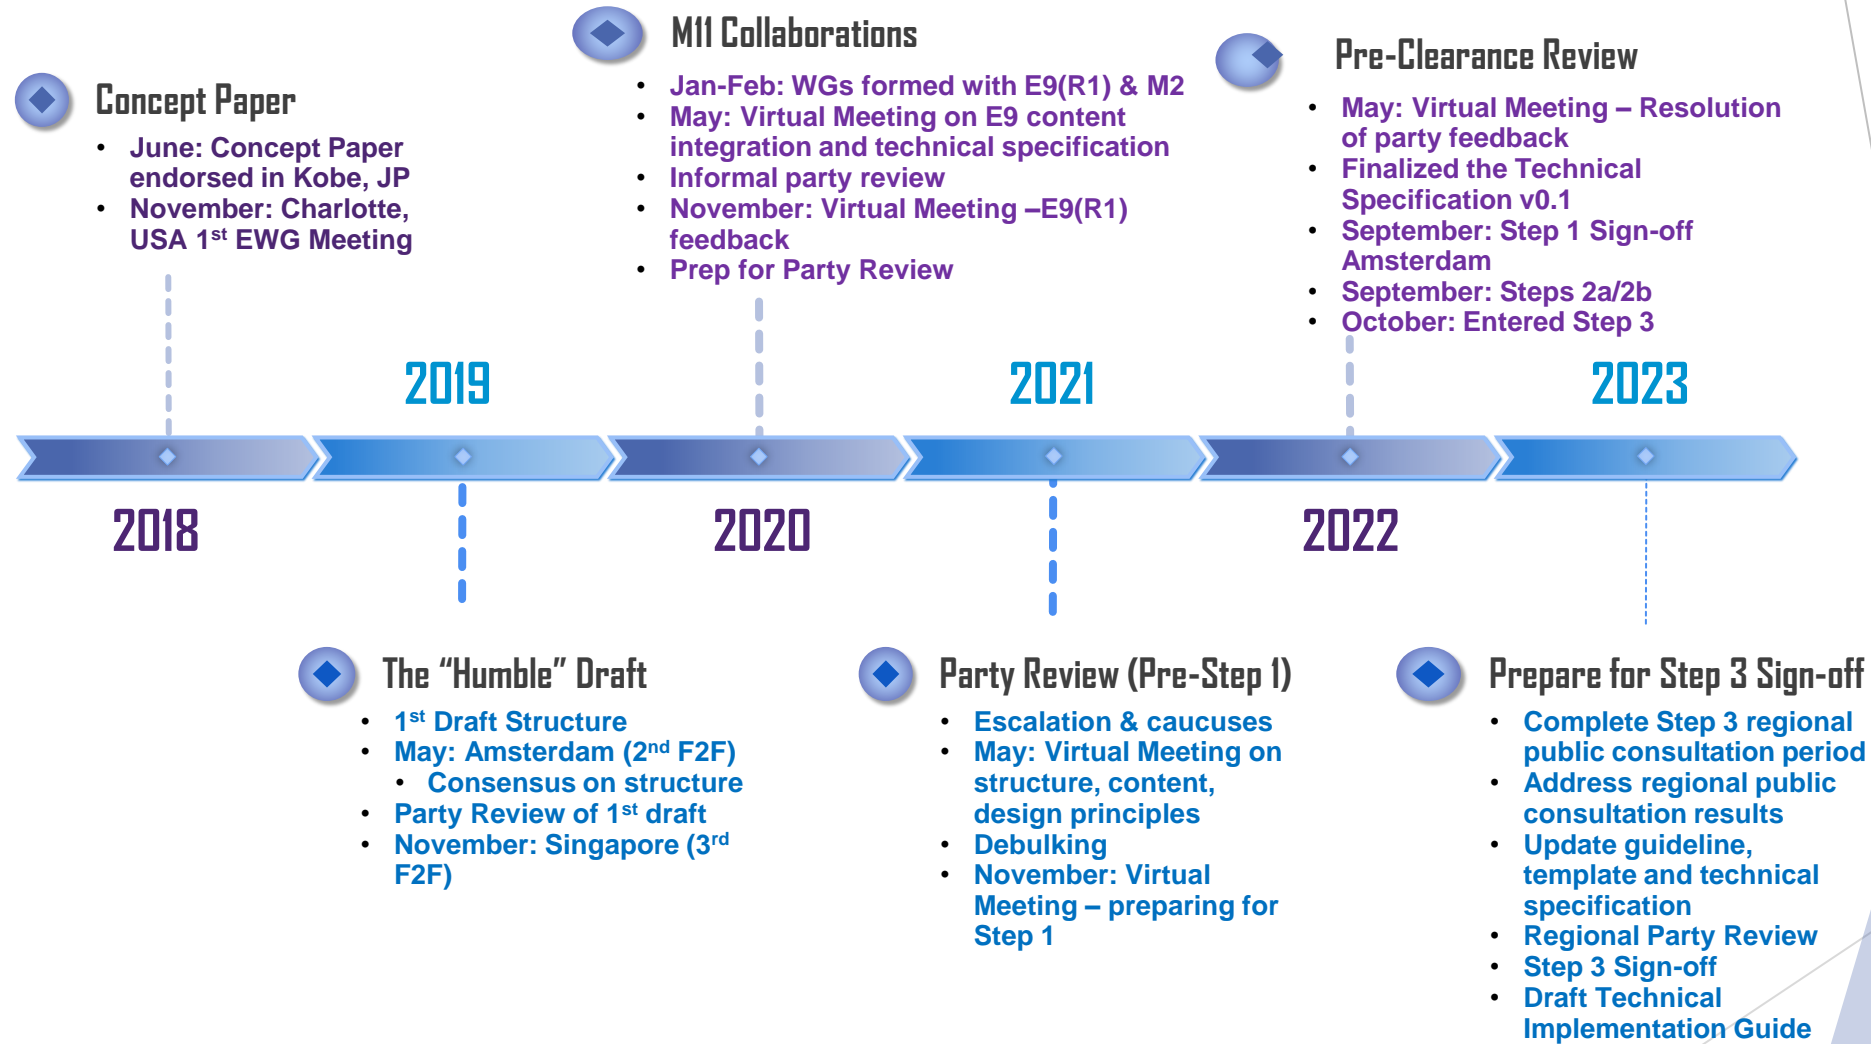 Concept Paper
• June: Concept Paper
endorsed in Kobe, JP
• November: Charlotte,
USA 1st EWG Meeting
M11 Collaborations
• Jan-Feb: WGs formed with E9(R1) & M2
• May: Virtual Meeting on E9 content
integration and technical specification
• Informal party review
• November: Virtual Meeting –E9(R1)
feedback
• Prep for Party Review
Pre-Clearance Review
• May: Virtual Meeting – Resolution
of party feedback
• Finalized the Technical
Specification v0.1
• September: Step 1 Sign-off
Amsterdam
• September: Steps 2a/2b
• October: Entered Step 3
2019
2021
2023
2018
2020
2022
The “Humble” Draft
• 1st Draft Structure
• May: Amsterdam (2nd F2F)
• Consensus on structure
• Party Review of 1st draft
• November: Singapore (3rd
F2F)
Party Review (Pre-Step 1)
• Escalation & caucuses
• May: Virtual Meeting on
structure, content,
design principles
• Debulking
• November: Virtual
Meeting – preparing for
Step 1
Prepare for Step 3 Sign-off
• Complete Step 3 regional
public consultation period
• Address regional public
consultation results
• Update guideline,
template and technical
specification
• Regional Party Review
• Step 3 Sign-off
• Draft Technical
Implementation Guide